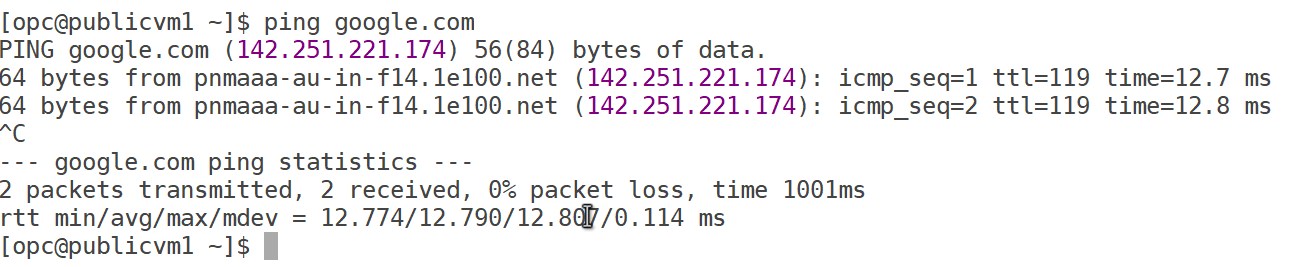 [opc@publicvm1 ~]$ ping google.com
PING google.com (142.251.221.174) 56(84) bytes of data.
64 bytes from pnmaaa-au-in-f14.1e100.net (142.251.221.174): icmp_seq=1 ttl=119 time=12.7 ms
64 bytes from pnmaaa-au-in-f14.1e100.net (142.251.221.174): icmp_seq=2 ttl=119 time=12.8 ms
^C
--- google.com ping statistics ---
2 packets transmitted, 2 received, 0% packet loss, time 1001ms
rtt min/avg/max/mdev = 12.774/12.790/12.807/0.114 ms
[opc@publicvm1 ~]$